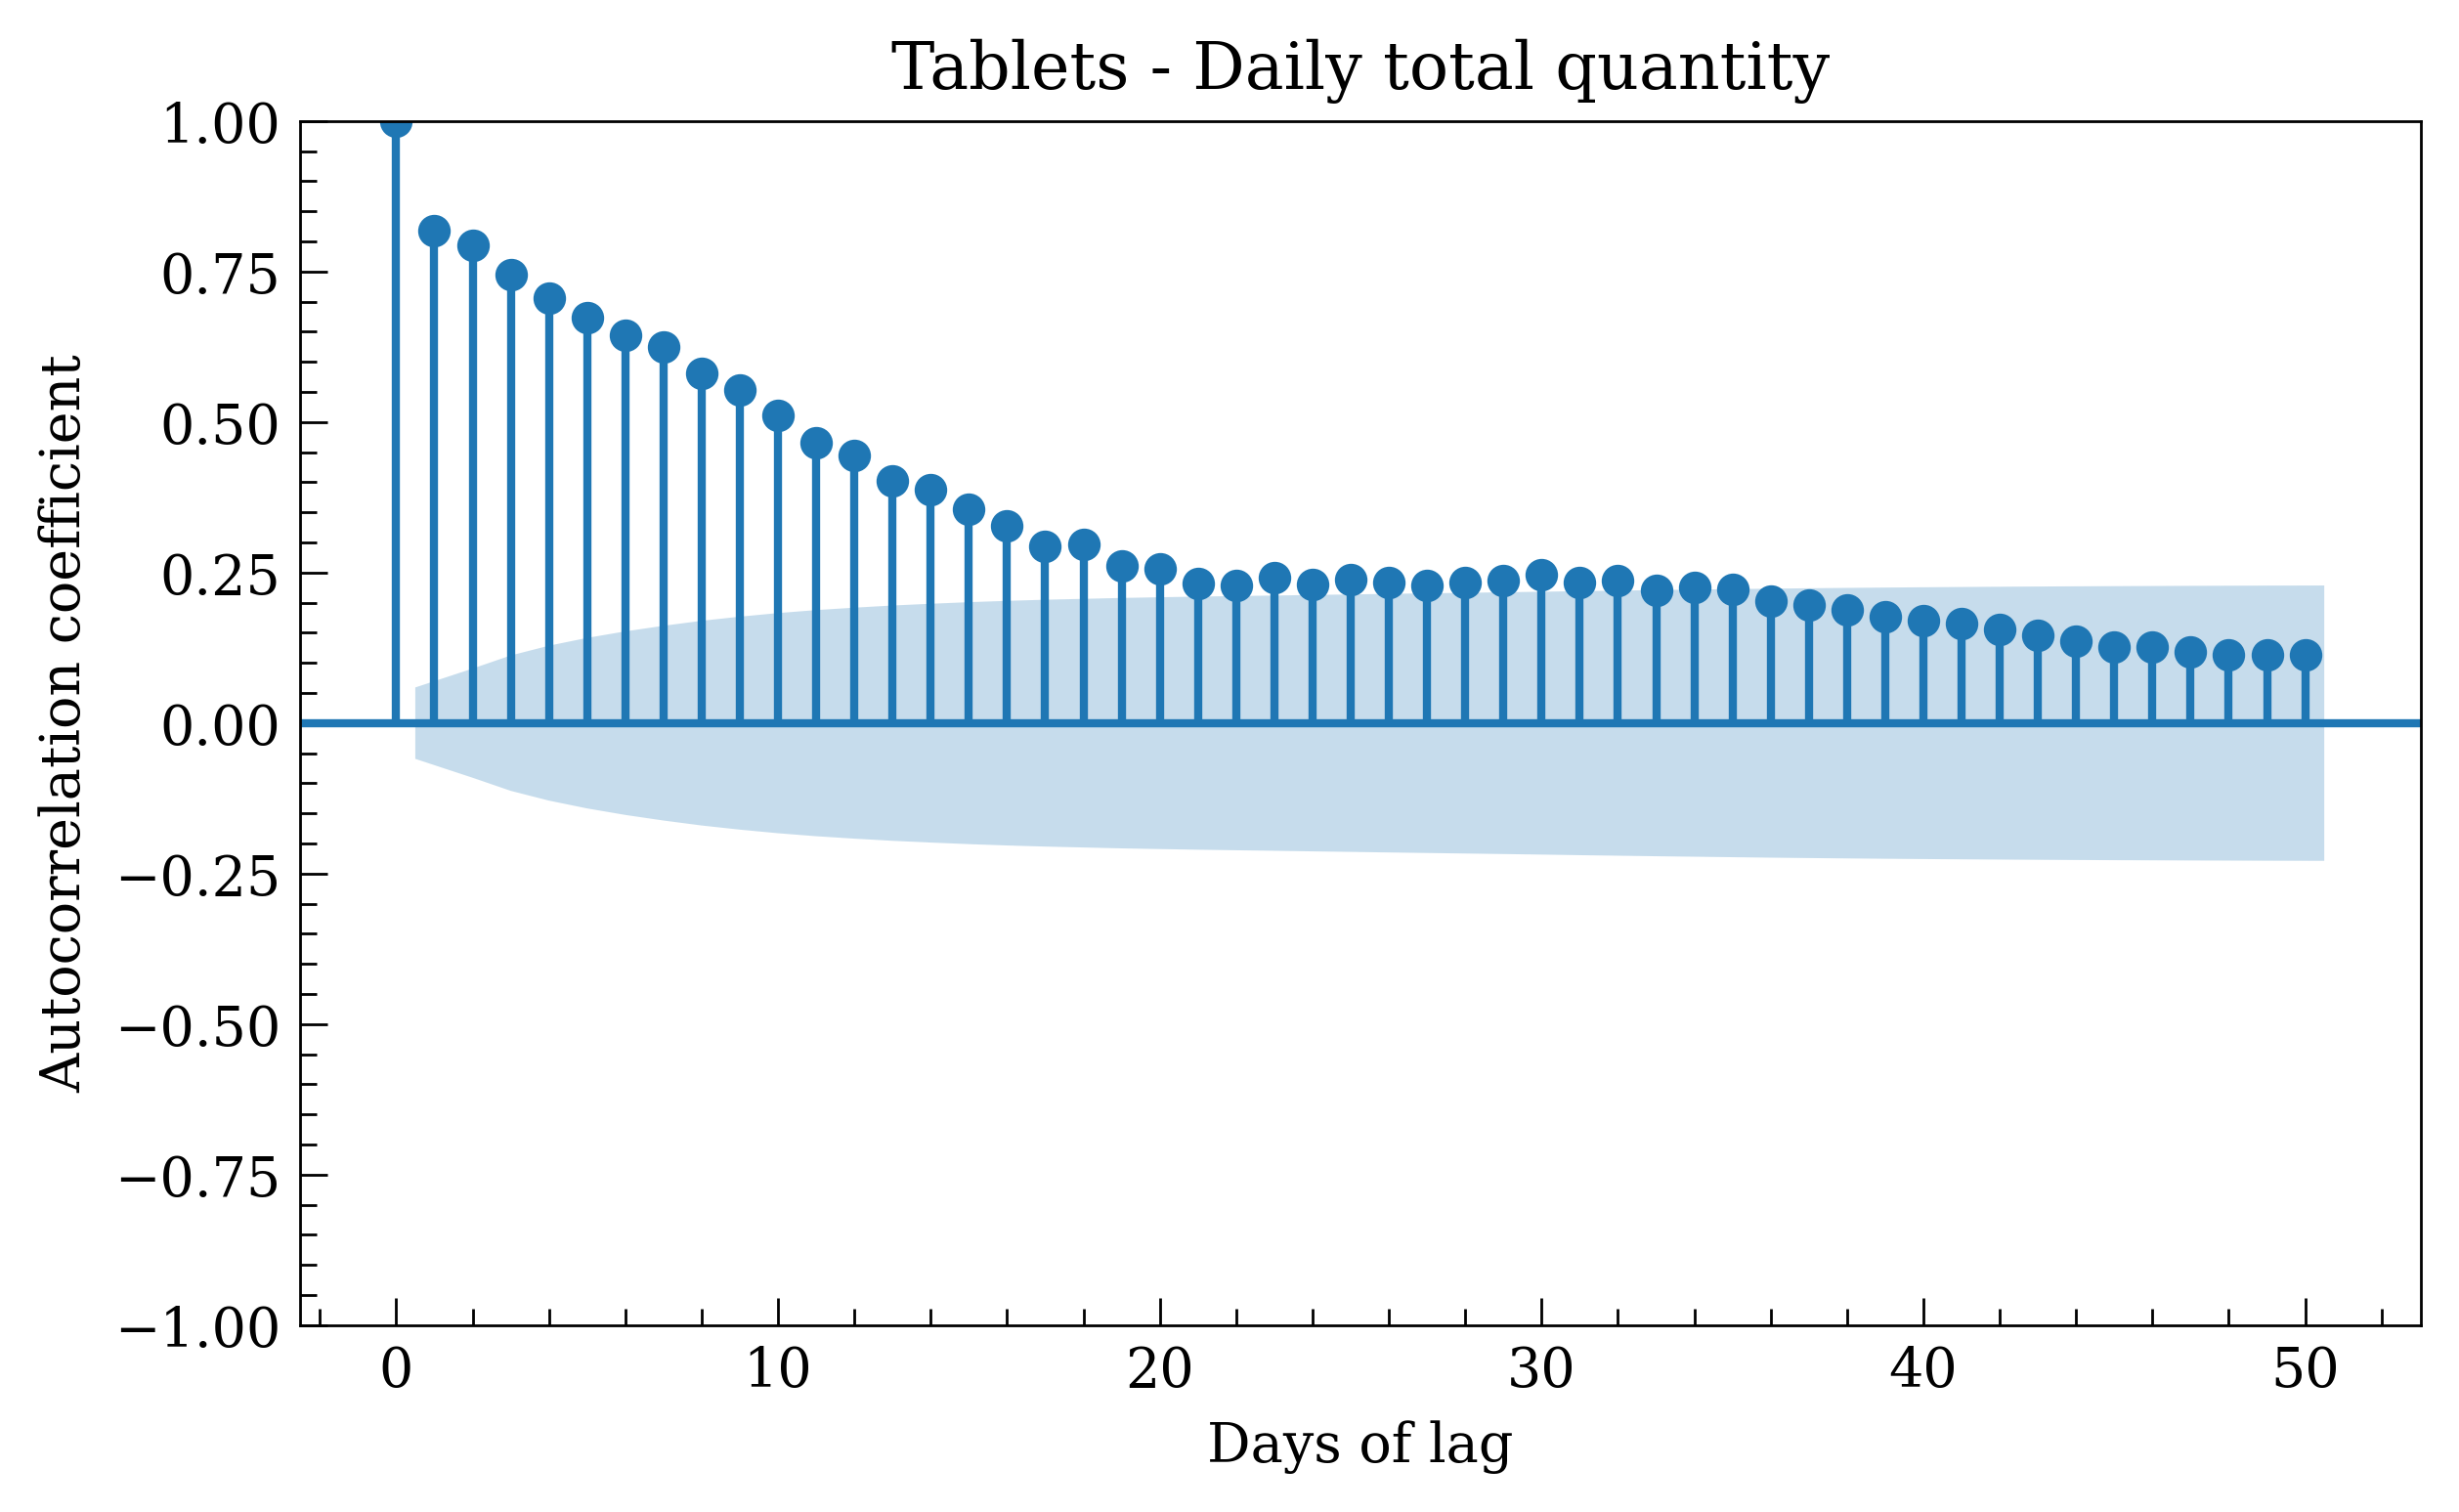 Tablets - Daily total quantity
Autocorrelation coefficient
1.00
0.75
0.50
0.25
0.00
−0.25
−0.50
−0.75
−1.00
0 10 20 30 40 50
Days of lag